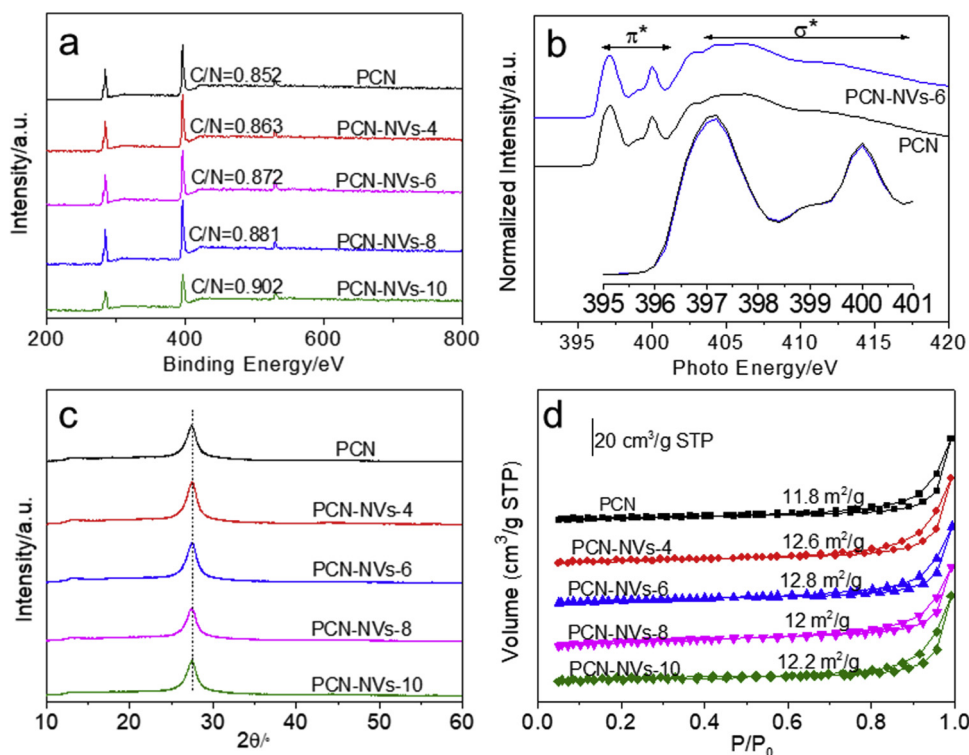 a
C/N=0.852
PCN
C/N=0.863
PCN-NVs-4
C/N=0.872
PCN-NVs-6
C/N=0.881
PCN-NVs-8
C/N=0.902
PCN-NVs-10
Intensity/a.u.
200 400 600 800
Binding Energy/eV
b
π*
σ*
PCN-NVs-6
PCN
Normalized Intensity/a.u.
395 396 397 398 399 400 401
395 400 405 410 415 420
Photo Energy/eV
c
PCN
PCN-NVs-4
PCN-NVs-6
PCN-NVs-8
PCN-NVs-10
Intensity/a.u.
10 20 30 40 50 60
2θ/°
d
20 cm³/g STP
PCN
11.8 m²/g
PCN-NVs-4
12.6 m²/g
PCN-NVs-6
12.8 m²/g
PCN-NVs-8
12 m²/g
PCN-NVs-10
12.2 m²/g
Volume (cm³/g STP)
0.0 0.2 0.4 0.6 0.8 1.0
P/P₀